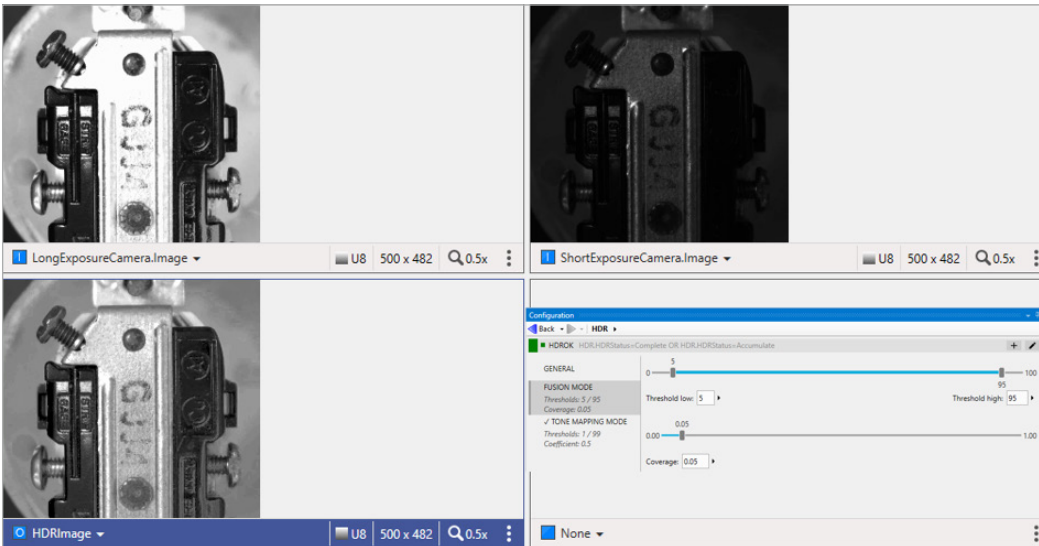 GJJA
LongExposureCamera.Image
U8
500 x 482
0.5x
GJJA
ShortExposureCamera.Image
U8
500 x 482
0.5x
GJJA
HDRImage
U8
500 x 482
0.5x
Configuration
Back
HDR
HDROK HDR.HDRStatus=Complete OR HDR.HDRStatus=Accumulate
GENERAL
FUSION MODE
Thresholds: 5 / 95
Coverage: 0.05
✓ TONE MAPPING MODE
Thresholds: 1 / 99
Coefficient: 0.5
5
0
100
95
Threshold low: 5
Threshold high: 95
0.05
0.00
1.00
Coverage: 0.05
None